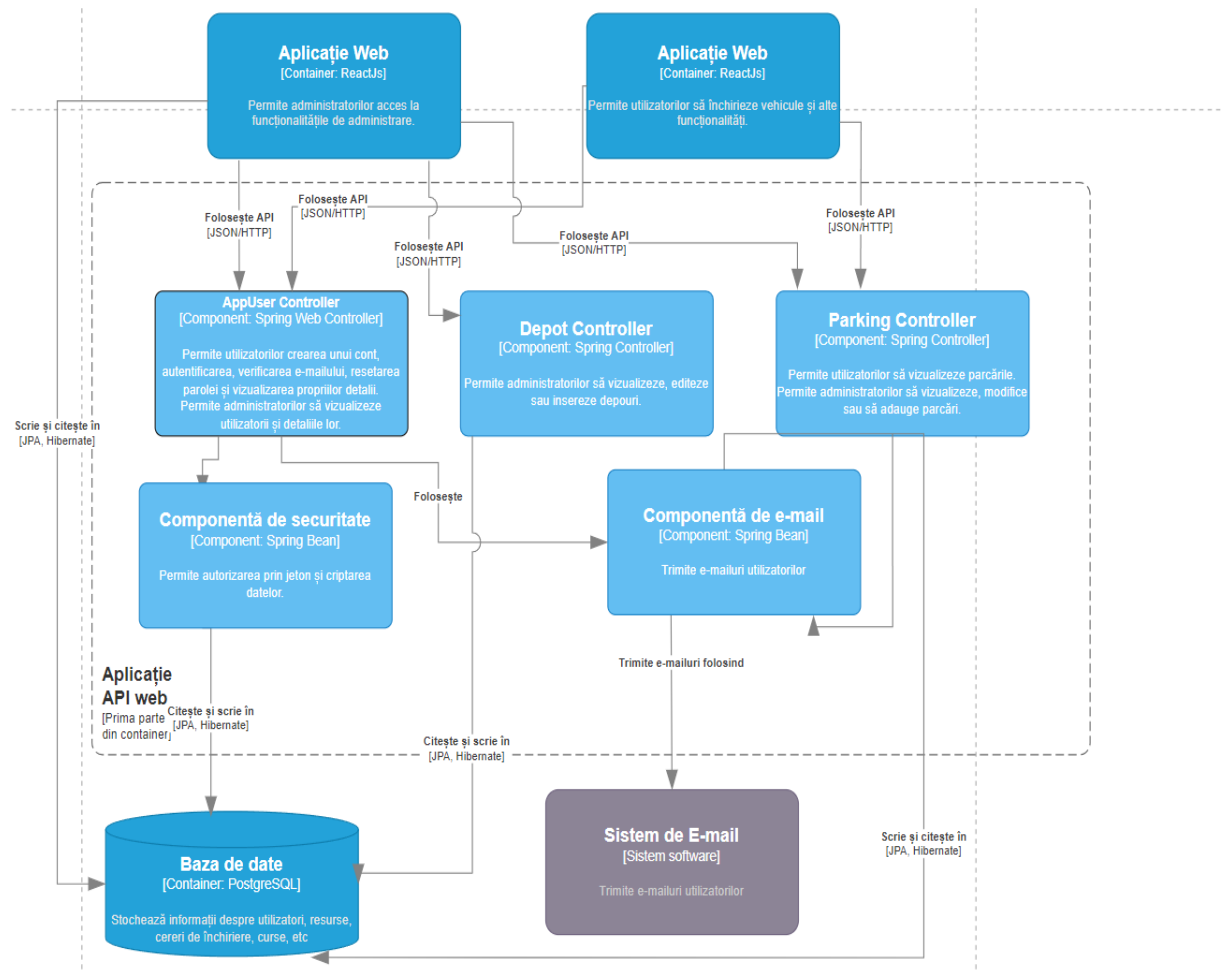 Aplicație Web
[Container: ReactJs]
Permite administratorilor acces la
funcționalitățile de administrare.
Aplicație Web
[Container: ReactJs]
Permite utilizatorilor să închirieze vehicule și alte
funcționalități.
Folosește API
[JSON/HTTP]
Folosește API
[JSON/HTTP]
Folosește API
[JSON/HTTP]
Folosește API
[JSON/HTTP]
Folosește API
[JSON/HTTP]
AppUser Controller
[Component: Spring Web Controller]
Permite utilizatorilor crearea unui cont,
autentificarea, verificarea e-mailului, resetarea
parolei și vizualizarea propriilor detalii.
Permite administratorilor să vizualizeze
utilizatorii și detaliile lor.
Depot Controller
[Component: Spring Controller]
Permite administratorilor să vizualizeze, editeze
sau insereze depouri.
Parking Controller
[Component: Spring Controller]
Permite utilizatorilor să vizualizeze parcările.
Permite administratorilor să vizualizeze, modifice
sau să adauge parcări.
Scrie și citește în
[JPA, Hibernate]
Folosește
Componentă de securitate
[Component: Spring Bean]
Permite autorizarea prin jeton și criptarea
datelor.
Componentă de e-mail
[Component: Spring Bean]
Trimite e-mailuri utilizatorilor
Trimite e-mailuri folosind
Aplicație
API web
[Prima parte
din container]
Citește și scrie în
[JPA, Hibernate]
Citește și scrie în
[JPA, Hibernate]
Baza de date
[Container: PostgreSQL]
Stochează informații despre utilizatori, resurse,
cereri de închiriere, curse, etc
Sistem de E-mail
[Sistem software]
Trimite e-mailuri utilizatorilor
Scrie și citește în
[JPA, Hibernate]